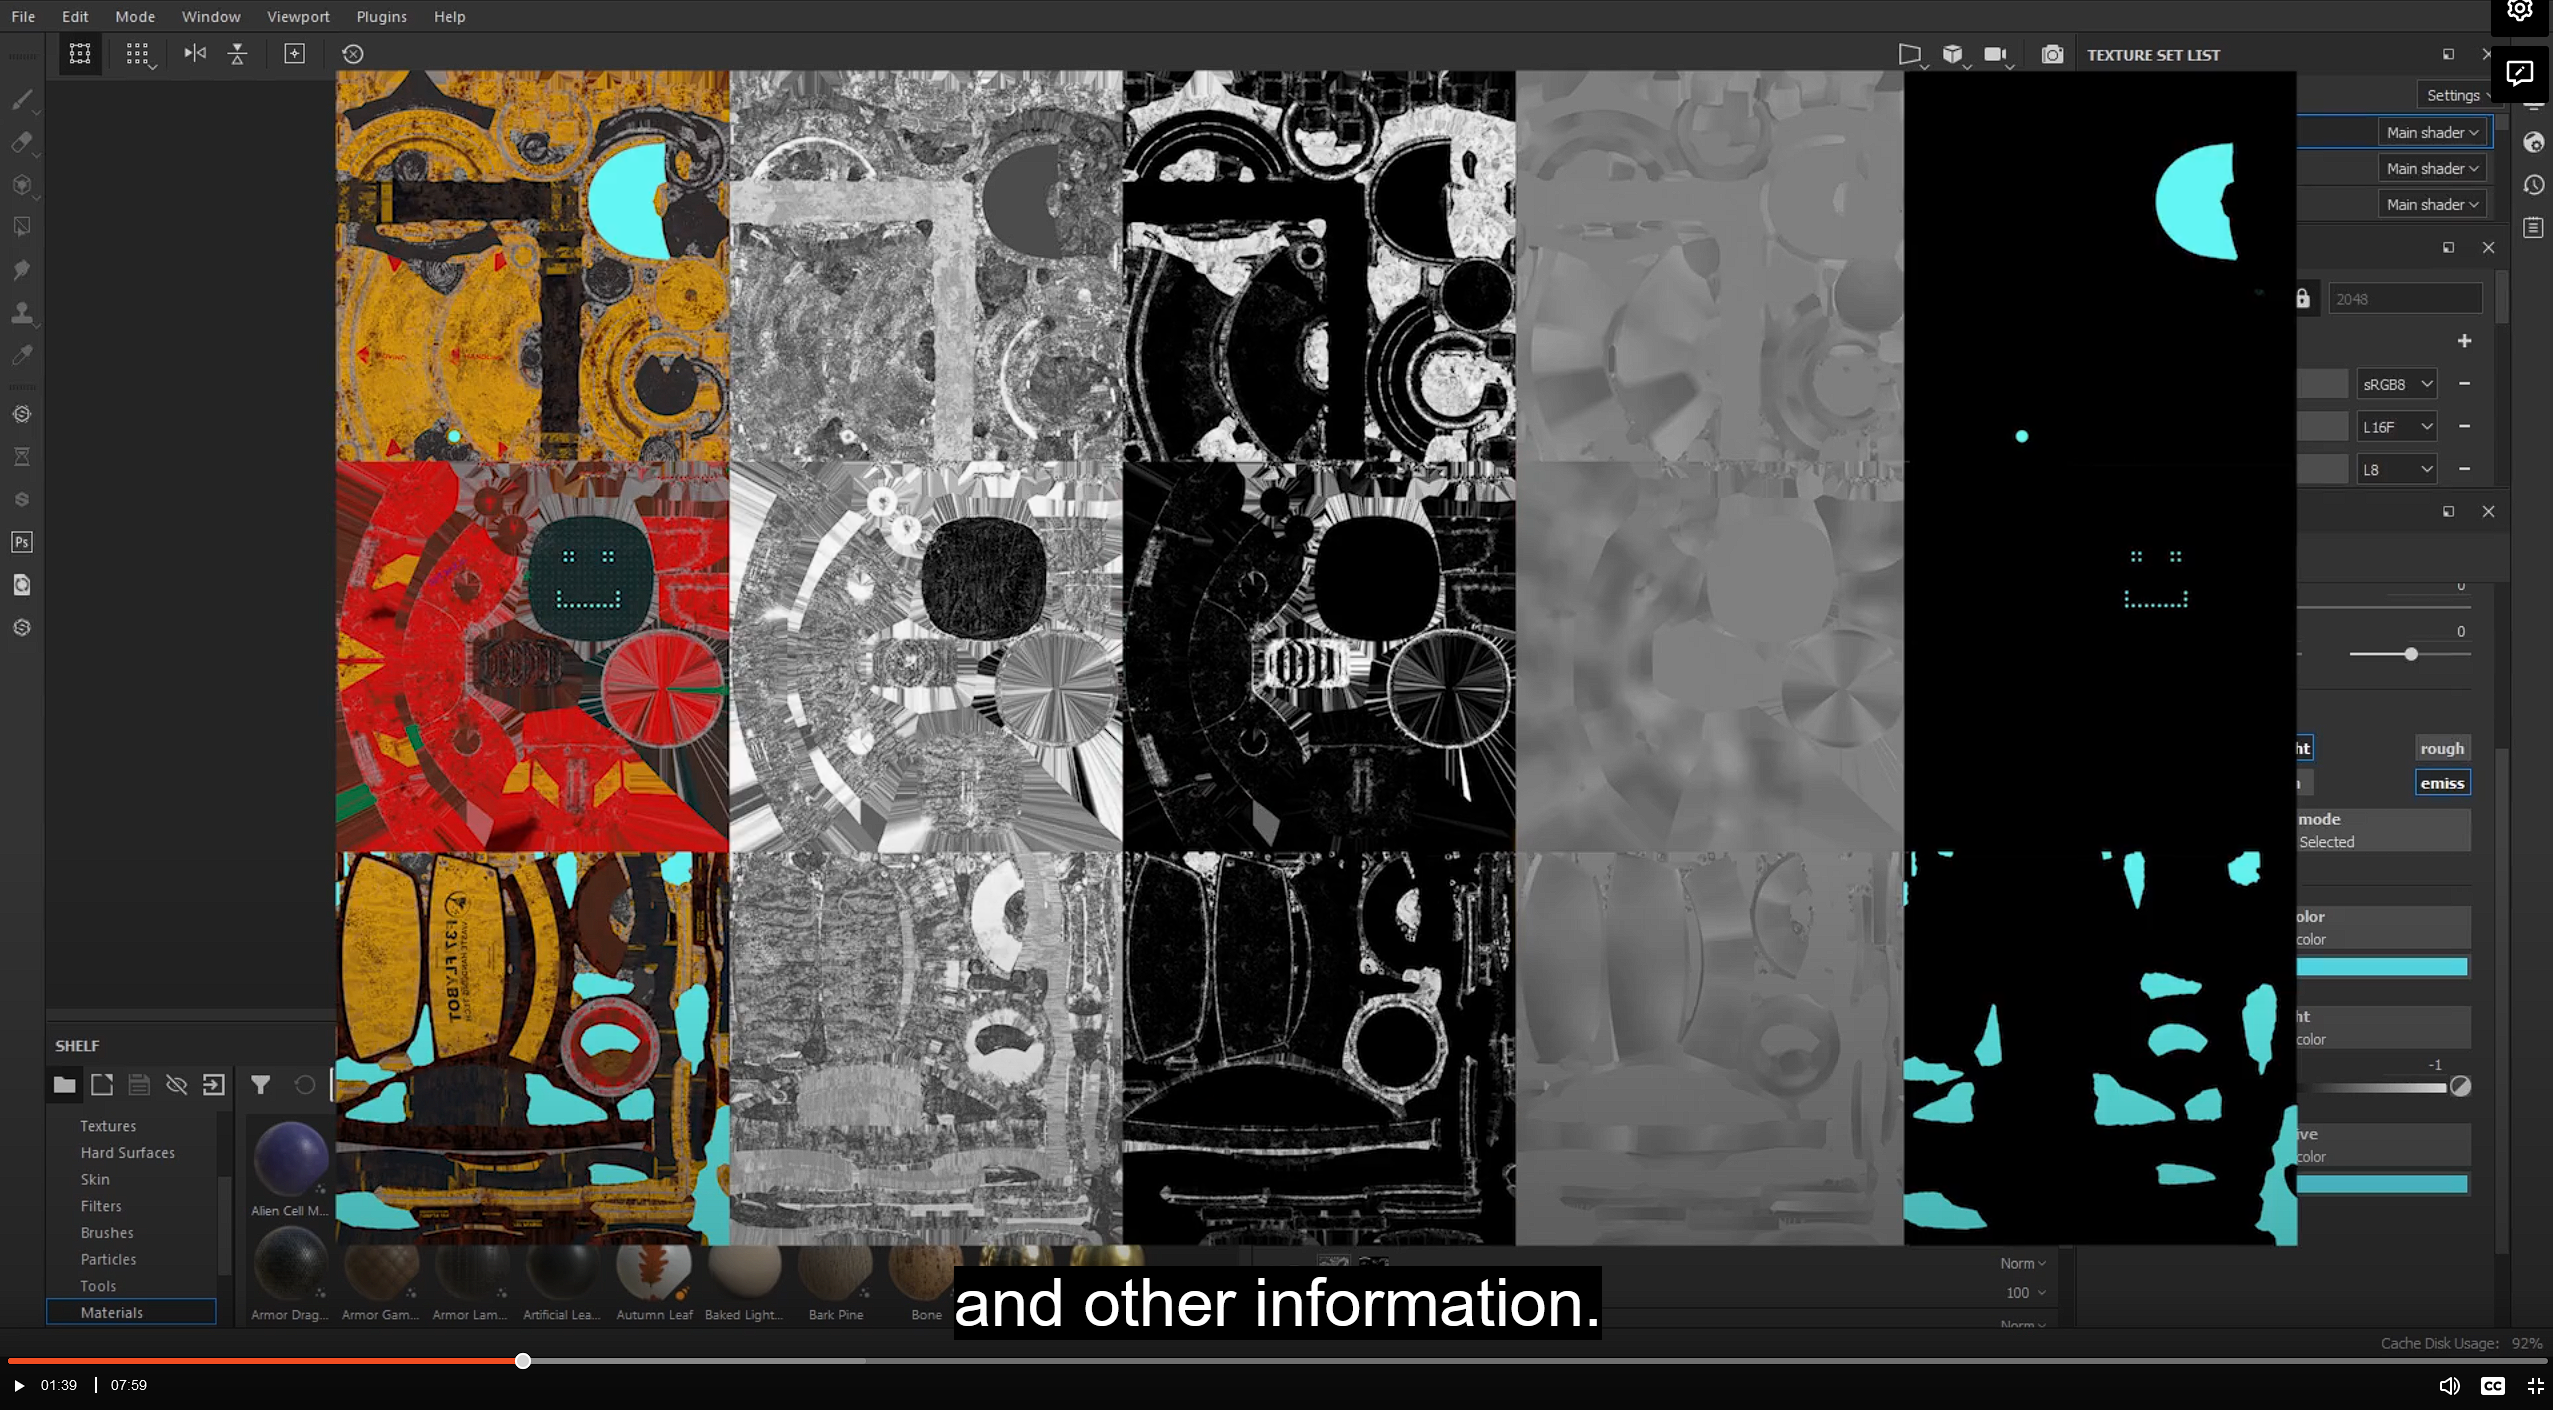 File Edit Mode Window Viewport Plugins Help
TEXTURE SET LIST
Settings
Main shader
Main shader
Main shader
2048
sRGB8
L16F
L8
0
0
Ps
ht rough
emiss
mode
Selected
olor
color
ht
color
-1
ive
color
F37 FLYBOT
SHELF
Textures
Hard Surfaces
Skin
Filters
Brushes
Particles
Tools
Materials
Alien Cell M...
Armor Drag... Armor Gam... Armor Lam... Artificial Lea... Autumn Leaf Baked Light... Bark Pine Bone
Norm
100
Norm
and other information.
Cache Disk Usage: 92%
01:39 | 07:59
CC